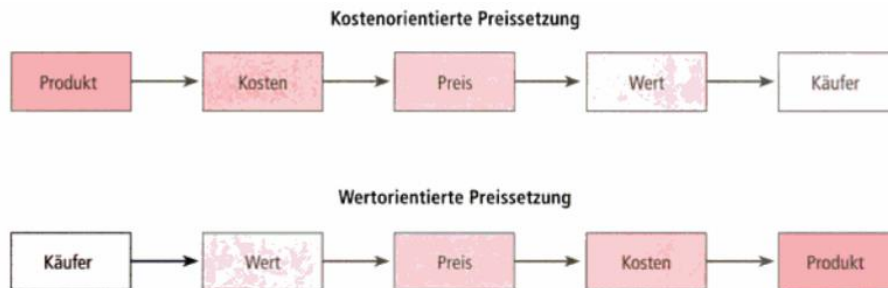 Kostenorientierte Preissetzung
Produkt Kosten Preis Wert Käufer
Wertorientierte Preissetzung
Käufer Wert Preis Kosten Produkt